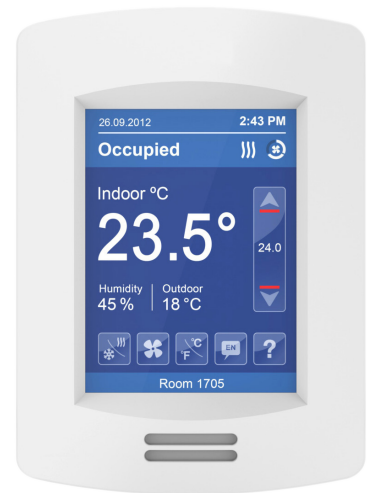 26.09.2012 2:43 PM
Occupied
Indoor ºC
23.5°
24.0
Humidity Outdoor
45 % 18 °C
°C
F
EN
?
Room 1705